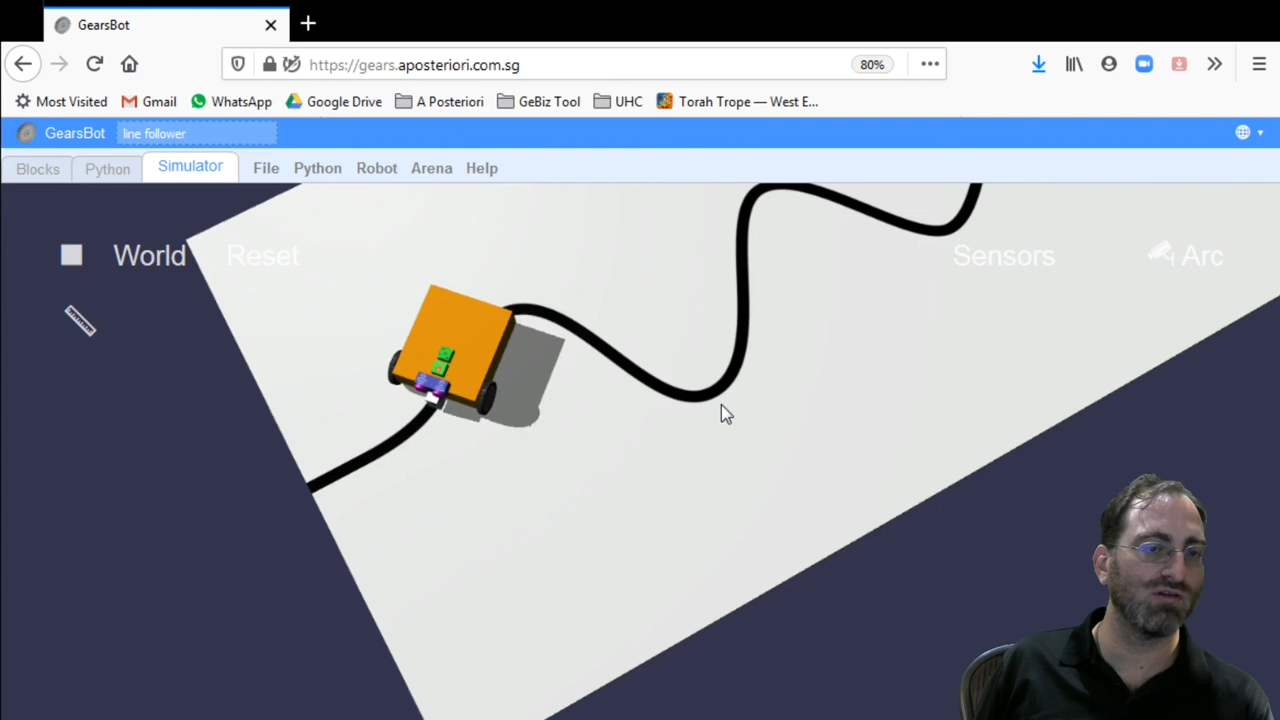 GearsBot
https://gears.aposteriori.com.sg
80%
Most Visited
Gmail
WhatsApp
Google Drive
A Posteriori
GeBiz Tool
UHC
Torah Trope — West E...
GearsBot
line follower
Blocks
Python
Simulator
File
Python
Robot
Arena
Help
World
Reset
Sensors
Arc